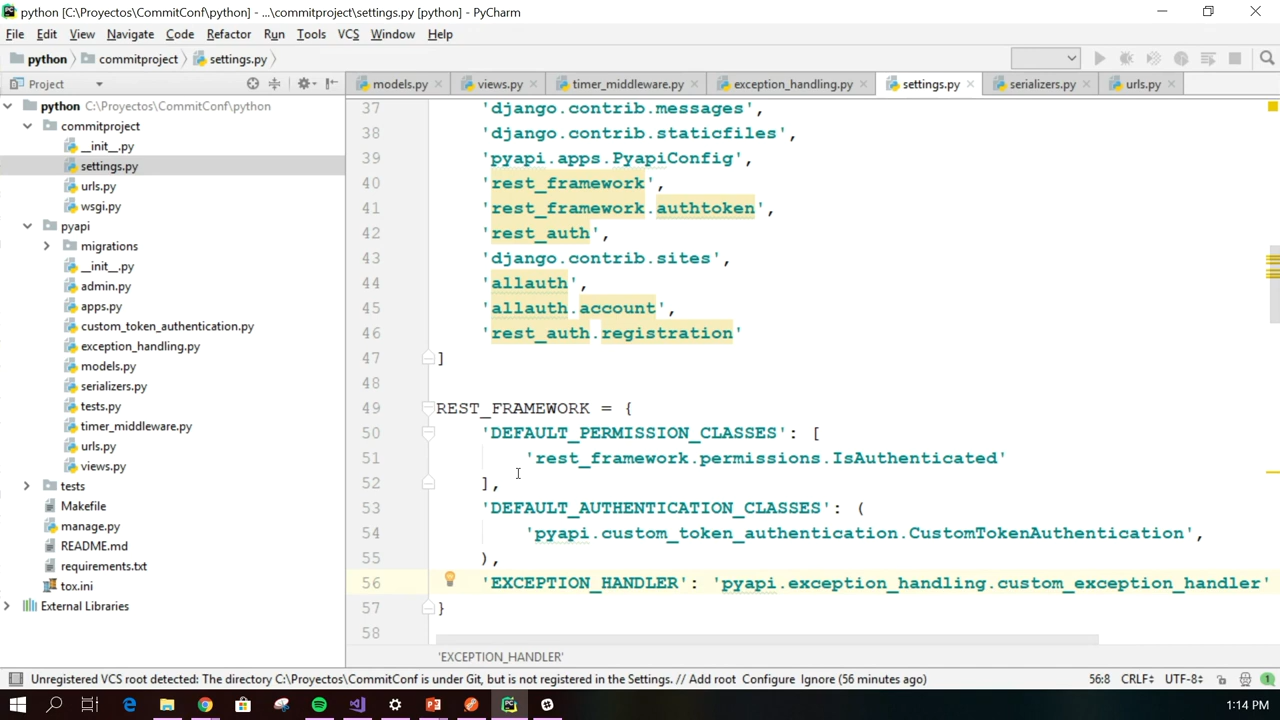 python [C:\Proyectos\CommitConf\python] - ...\commitproject\settings.py [python] - PyCharm
File Edit View Navigate Code Refactor Run Tools VCS Window Help
python commitproject settings.py
Project
models.py views.py timer_middleware.py exception_handling.py settings.py serializers.py urls.py
python C:\Proyectos\CommitConf\python
commitproject
__init__.py
settings.py
urls.py
wsgi.py
pyapi
migrations
__init__.py
admin.py
apps.py
custom_token_authentication.py
exception_handling.py
models.py
serializers.py
tests.py
timer_middleware.py
urls.py
views.py
tests
Makefile
manage.py
README.md
requirements.txt
tox.ini
External Libraries
37 'django.contrib.messages',
38 'django.contrib.staticfiles',
39 'pyapi.apps.PyapiConfig',
40 'rest_framework',
41 'rest_framework.authtoken',
42 'rest_auth',
43 'django.contrib.sites',
44 'allauth',
45 'allauth.account',
46 'rest_auth.registration'
47 ]
48
49 REST_FRAMEWORK = {
50 'DEFAULT_PERMISSION_CLASSES': [
51 'rest_framework.permissions.IsAuthenticated'
52 ],
53 'DEFAULT_AUTHENTICATION_CLASSES': (
54 'pyapi.custom_token_authentication.CustomTokenAuthentication',
55 ),
56 'EXCEPTION_HANDLER': 'pyapi.exception_handling.custom_exception_handler'
57 }
58
'EXCEPTION_HANDLER'
Unregistered VCS root detected: The directory C:\Proyectos\CommitConf is under Git, but is not registered in the Settings. // Add root Configure Ignore (56 minutes ago) 56:8 CRLF÷ UTF-8÷ 1
1:14 PM